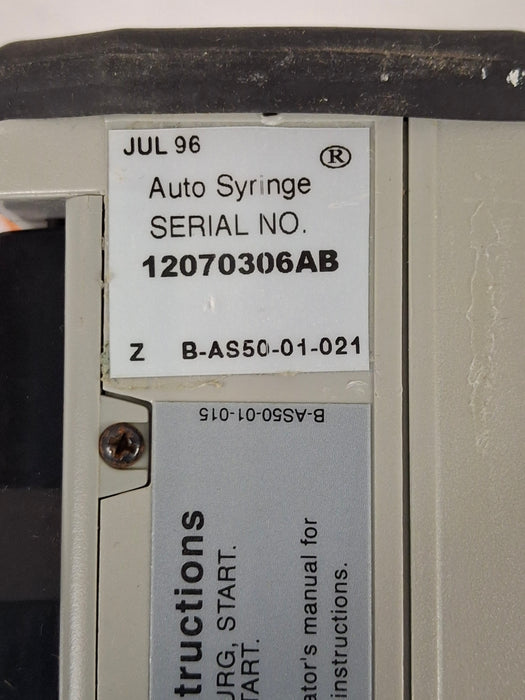 JUL 96
®
Auto Syringe
SERIAL NO.
12070306AB
Z B-AS50-01-021
B-AS50-01-015
tructions
URG, START.
TART.
ator's manual for
instructions.